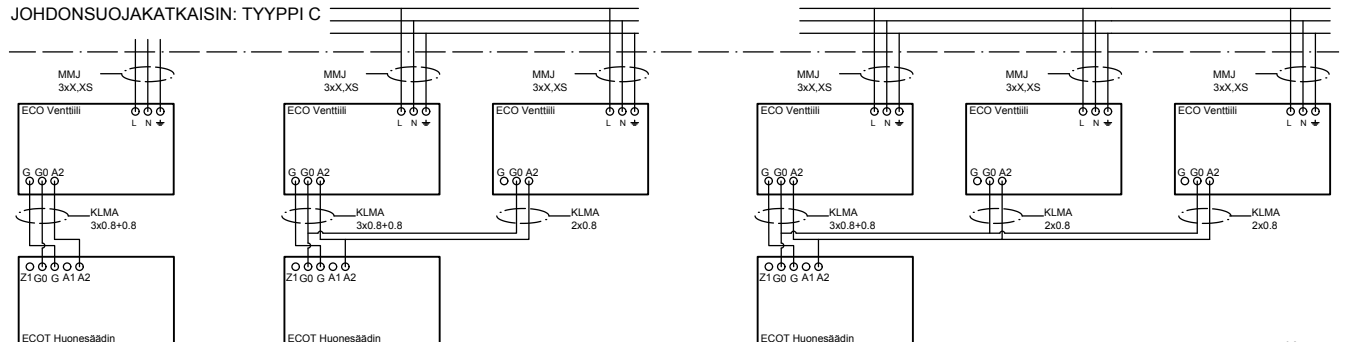 JOHDONSUOJAKATKAISIN: TYYPPI C
MMJ
3xX,XS
MMJ
3xX,XS
MMJ
3xX,XS
MMJ
3xX,XS
MMJ
3xX,XS
MMJ
3xX,XS
ECO Venttiili
L N
ECO Venttiili
L N
ECO Venttiili
L N
ECO Venttiili
L N
ECO Venttiili
L N
ECO Venttiili
L N
G G0 A2
G G0 A2
G G0 A2
G G0 A2
G G0 A2
G G0 A2
KLMA
3x0.8+0.8
KLMA
3x0.8+0.8
KLMA
2x0.8
KLMA
3x0.8+0.8
KLMA
2x0.8
KLMA
2x0.8
Z1 G0 G A1 A2
Z1 G0 G A1 A2
Z1 G0 G A1 A2
ECOT Huonesäädin
ECOT Huonesäädin
ECOT Huonesäädin